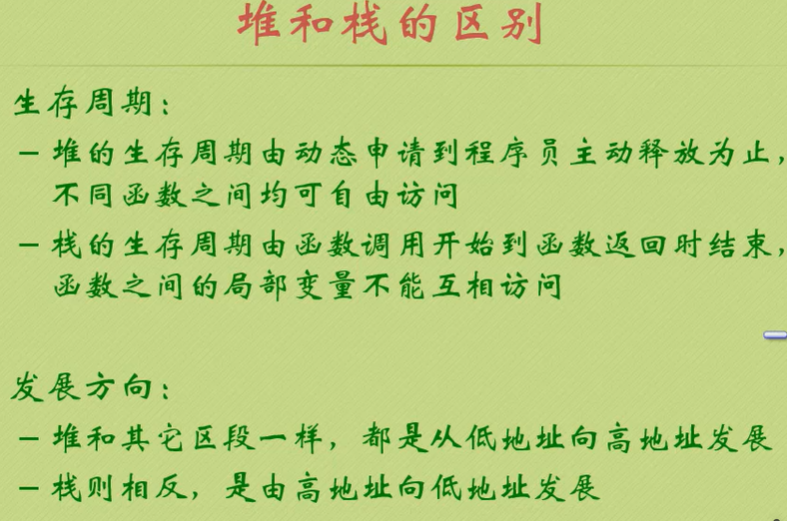 堆和栈的区别
生存周期：
－堆的生存周期由动态申请到程序员主动释放为止，
不同函数之间均可自由访问
－栈的生存周期由函数调用开始到函数返回时结束，
函数之间的局部变量不能互相访问
发展方向：
－堆和其它区段一样，都是从低地址向高地址发展
－栈则相反，是由高地址向低地址发展